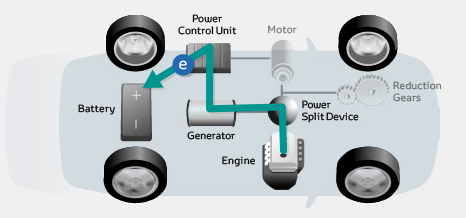 Power
Control Unit
Motor
e
Battery
+
−
Reduction
Gears
Generator
Power
Split Device
Engine